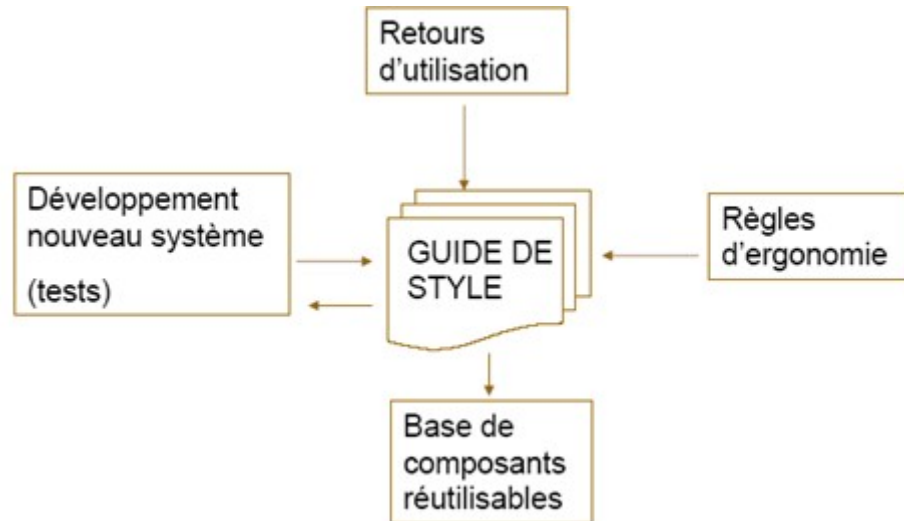 Retours
d’utilisation
Développement
nouveau système
(tests)
GUIDE DE
STYLE
Règles
d’ergonomie
Base de
composants
réutilisables